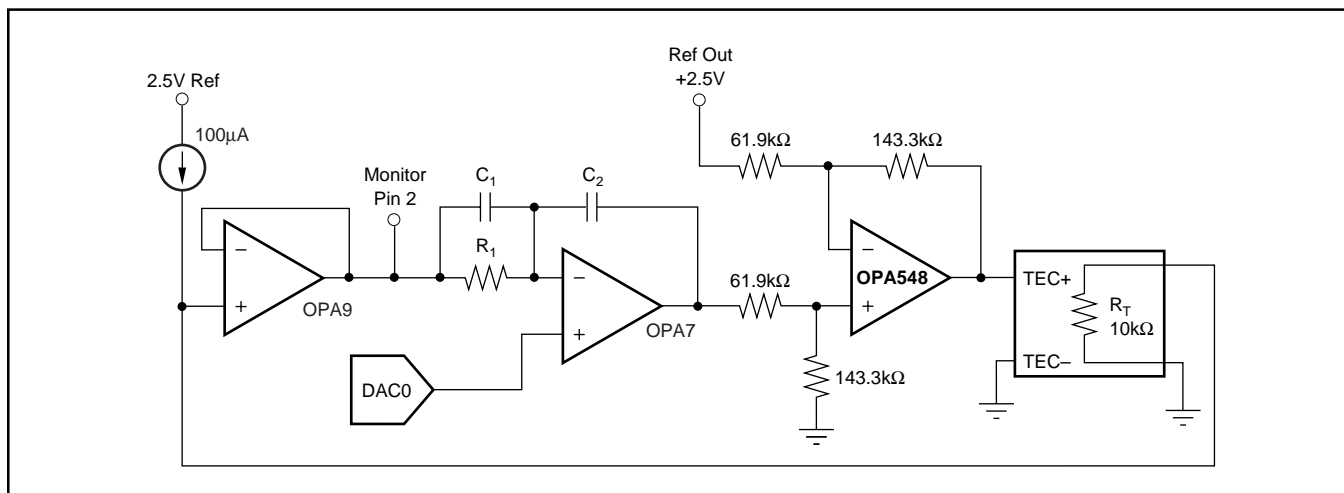 2.5V Ref
100µA
Ref Out
+2.5V
61.9kΩ
143.3kΩ
Monitor
Pin 2
C1
C2
R1
–
+
OPA9
–
+
OPA7
DAC0
61.9kΩ
–
+
OPA548
143.3kΩ
TEC+
TEC–
RT
10kΩ